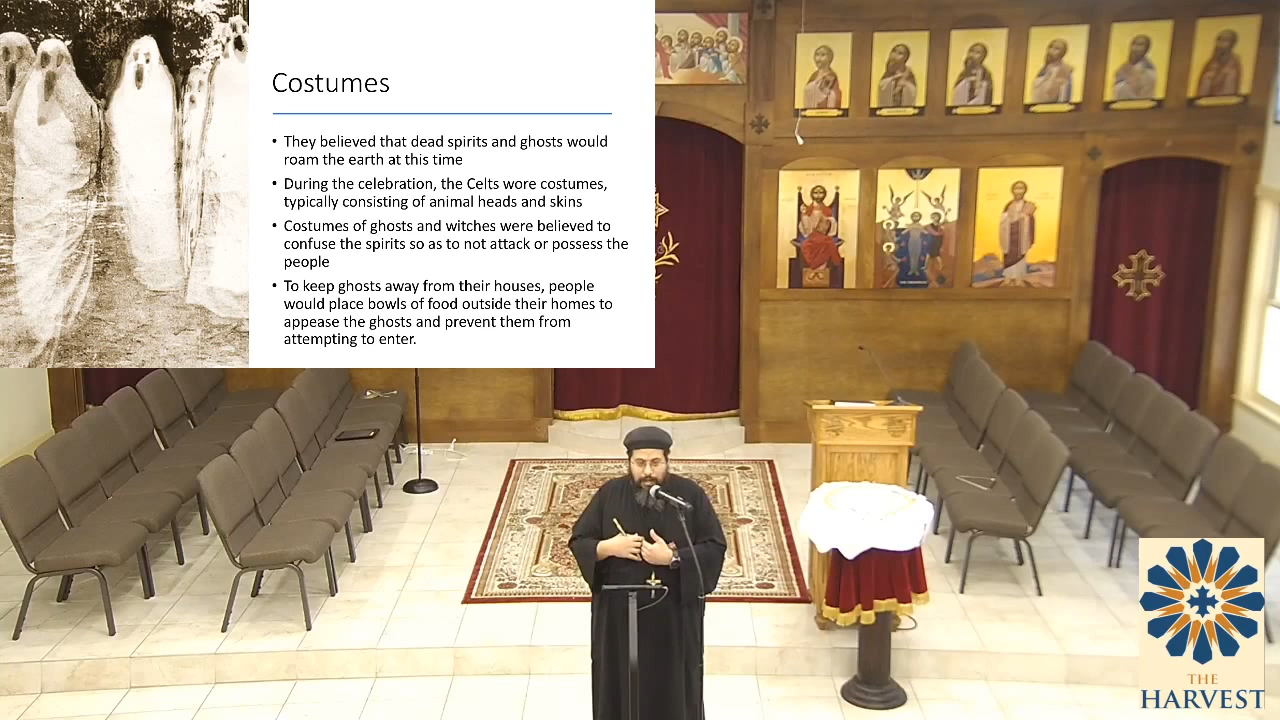 Costumes
• They believed that dead spirits and ghosts would
roam the earth at this time
• During the celebration, the Celts wore costumes,
typically consisting of animal heads and skins
• Costumes of ghosts and witches were believed to
confuse the spirits so as to not attack or possess the
people
• To keep ghosts away from their houses, people
would place bowls of food outside their homes to
appease the ghosts and prevent them from
attempting to enter.
THE
HARVEST